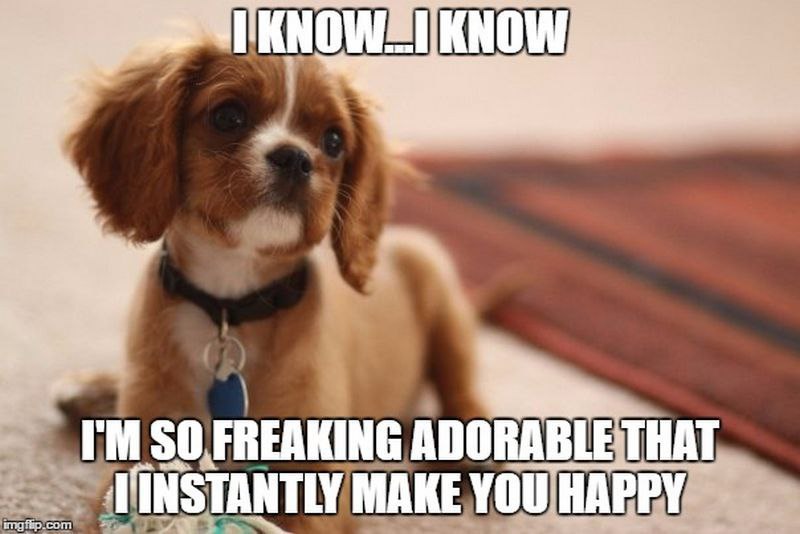 I KNOW...I KNOW
I'M SO FREAKING ADORABLE THAT
I INSTANTLY MAKE YOU HAPPY
imgflip.com